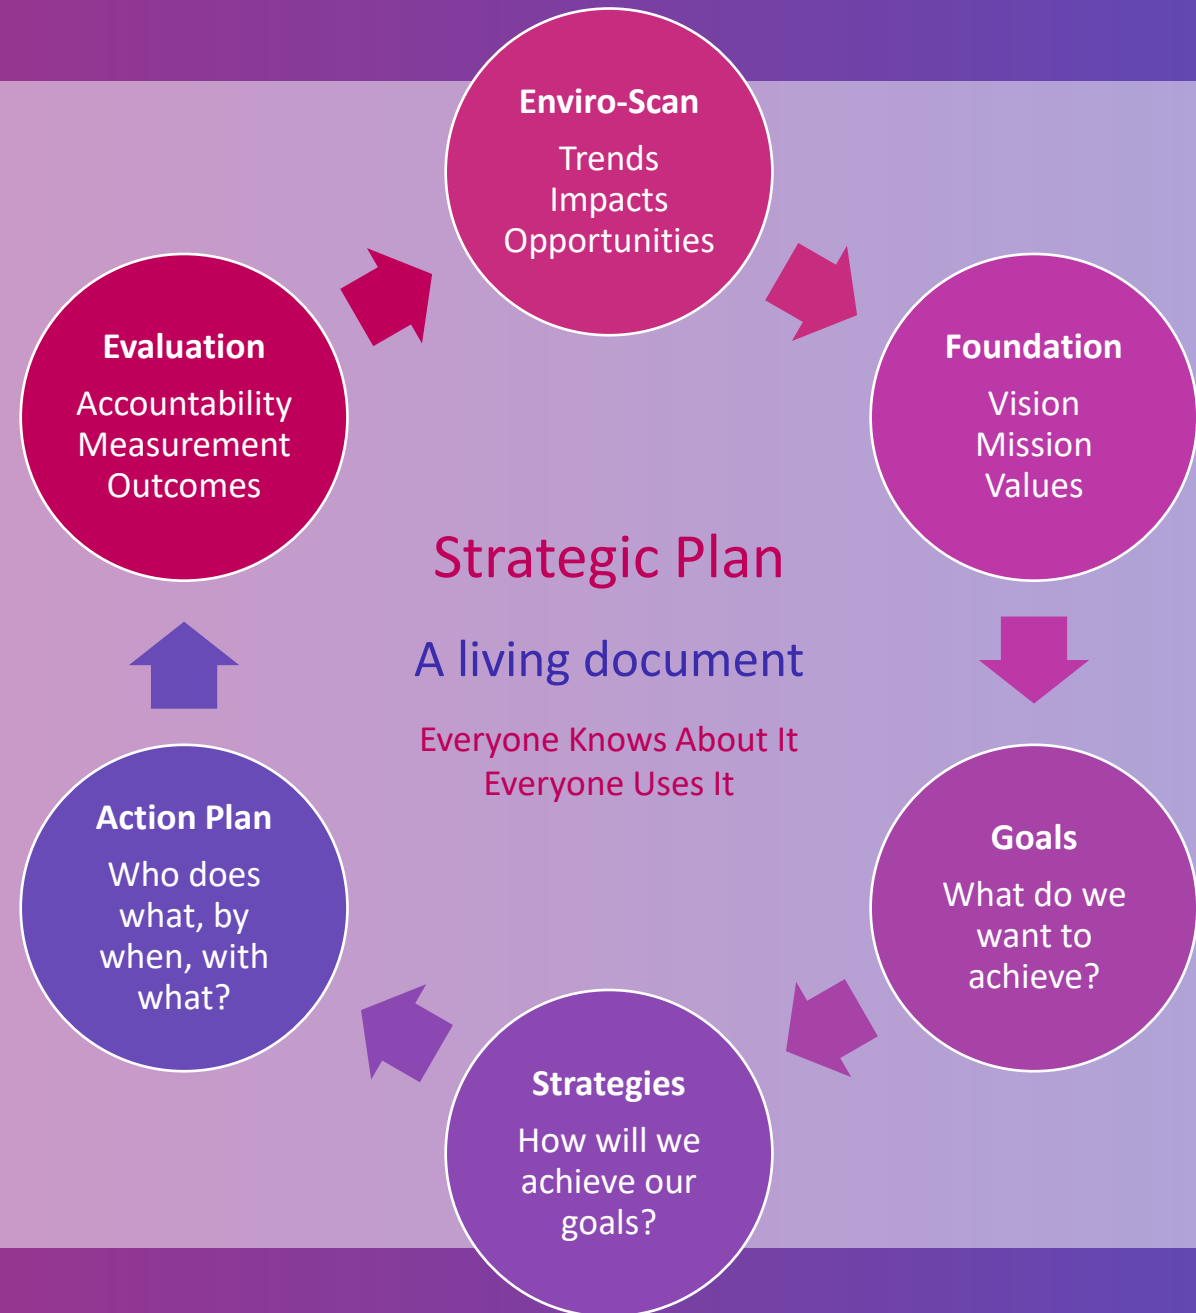 Enviro-Scan
Trends
Impacts
Opportunities
Foundation
Vision
Mission
Values
Goals
What do we
want to
achieve?
Strategies
How will we
achieve our
goals?
Action Plan
Who does
what, by
when, with
what?
Evaluation
Accountability
Measurement
Outcomes
Strategic Plan
A living document
Everyone Knows About It
Everyone Uses It